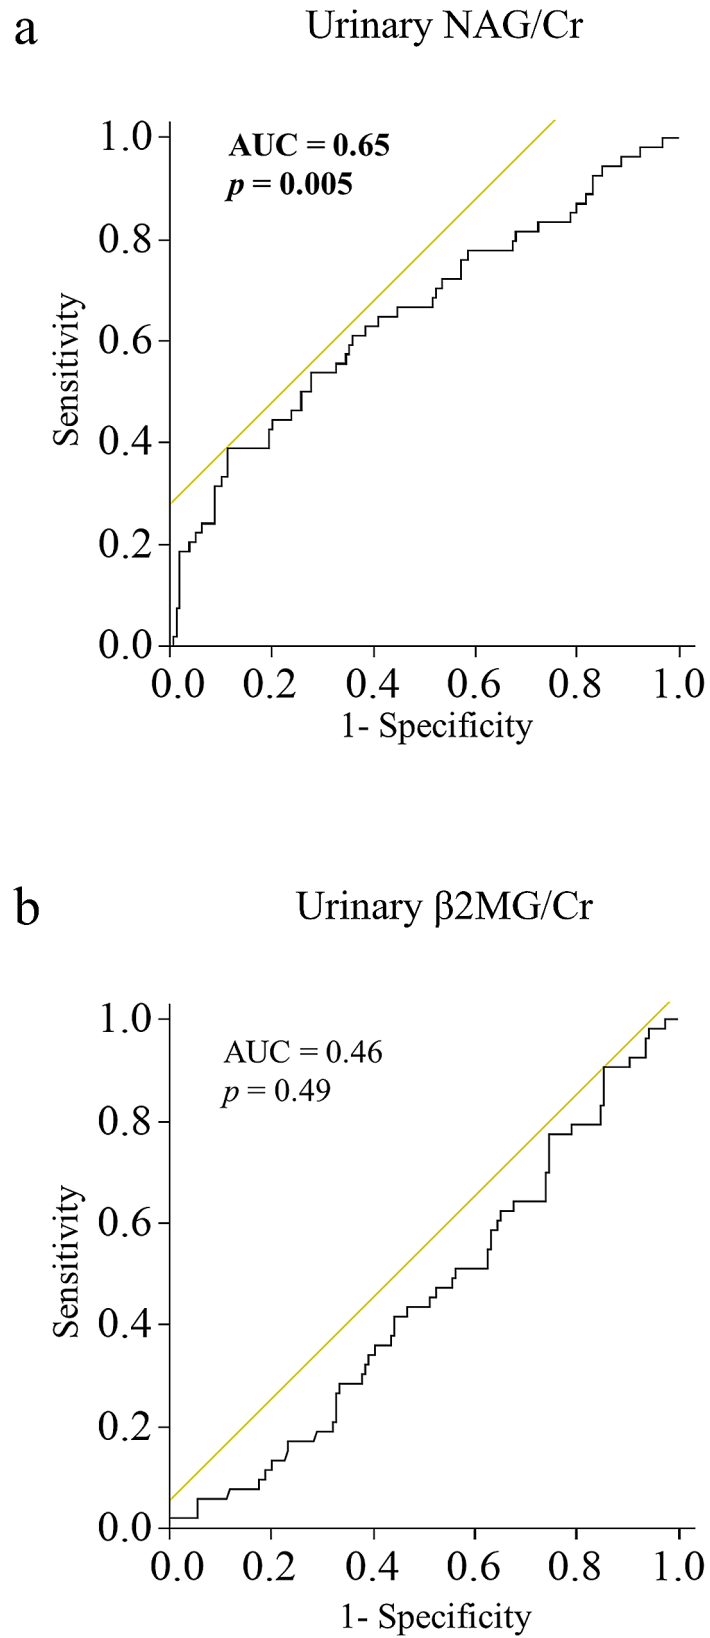 a
Urinary NAG/Cr
AUC = 0.65
p = 0.005
1.0
0.8
0.6
0.4
0.2
0.0
Sensitivity
0.0 0.2 0.4 0.6 0.8 1.0
1- Specificity
b
Urinary β2MG/Cr
AUC = 0.46
p = 0.49
1.0
0.8
0.6
0.4
0.2
0.0
Sensitivity
0.0 0.2 0.4 0.6 0.8 1.0
1- Specificity